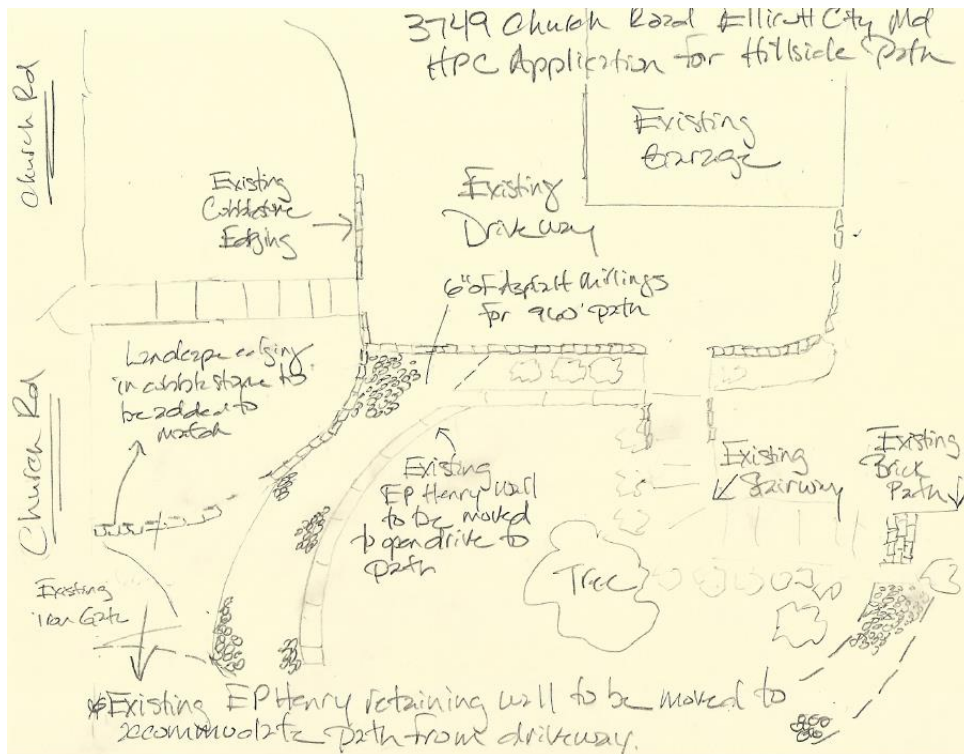 3749 Church Road Ellicott City Md
HPC Application for Hillside Path
Church Rd
Existing
Garage
Existing
Cobblestone
Edging
Existing
Driveway
6" of Asphalt Millings
for 960' path
Landscape edging
in cobblestone to
be added to
match
Church Rd
Existing
EP Henry wall
to be moved
to open drive to
path
Existing
Stairway
Existing
Brick
Path
Tree
Existing
iron Gate
*Existing EP Henry retaining wall to be moved to
accommodate path from driveway.